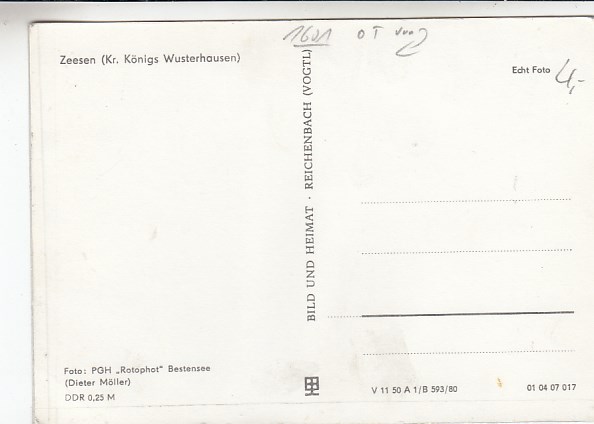 1601 OT
Zeesen (Kr. Königs Wusterhausen)
Echt Foto 4,-
BILD UND HEIMAT · REICHENBACH (VOGTL)
Foto: PGH „Rotophot" Bestensee
(Dieter Möller)
DDR 0,25 M
V 11 50 A 1/B 593/80
01 04 07 017